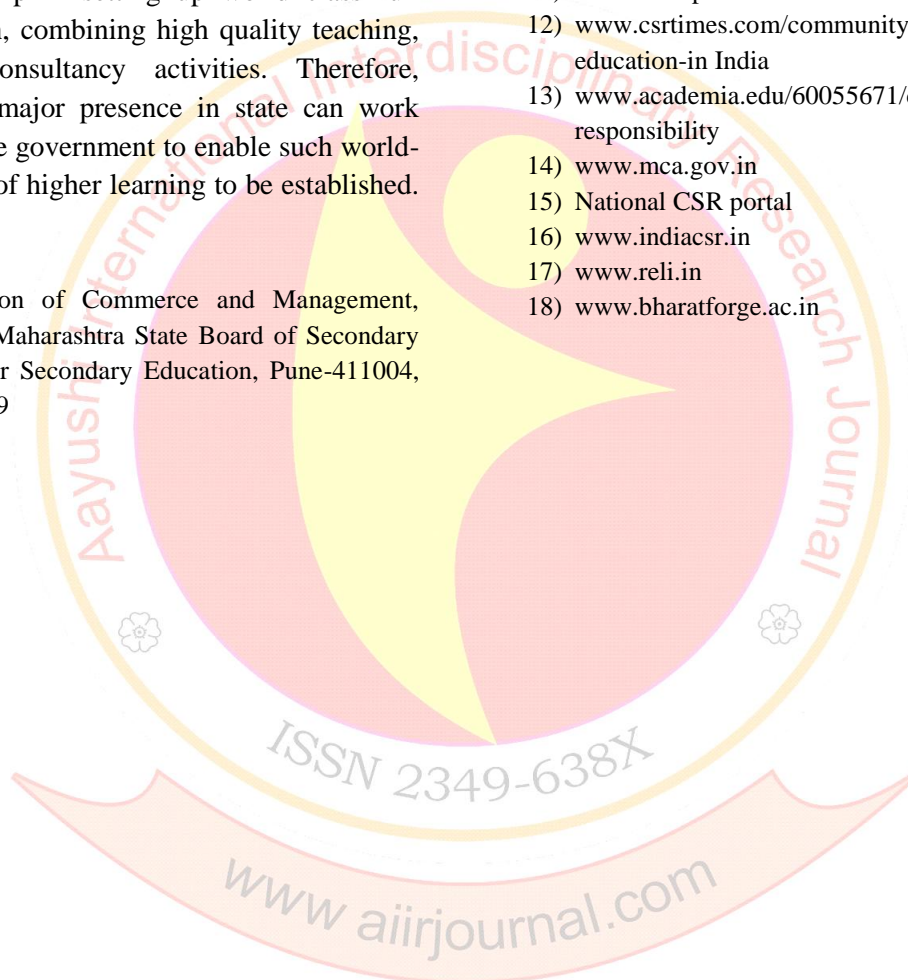 combining high quality teaching,
activities. Therefore,
major presence in state can work
government to enable such world-
of higher learning to be established.
of Commerce and Management,
Maharashtra State Board of Secondary
Secondary Education, Pune-411004,
9
12) www.csrtimes.com/community
education-in India
13) www.academia.edu/60055671/
responsibility
14) www.mca.gov.in
15) National CSR portal
16) www.indiacsr.in
17) www.reli.in
18) www.bharatforge.ac.in
Aayushi International Interdisciplinary Research Journal
ISSN 2349-638X
www aiirjournal.com